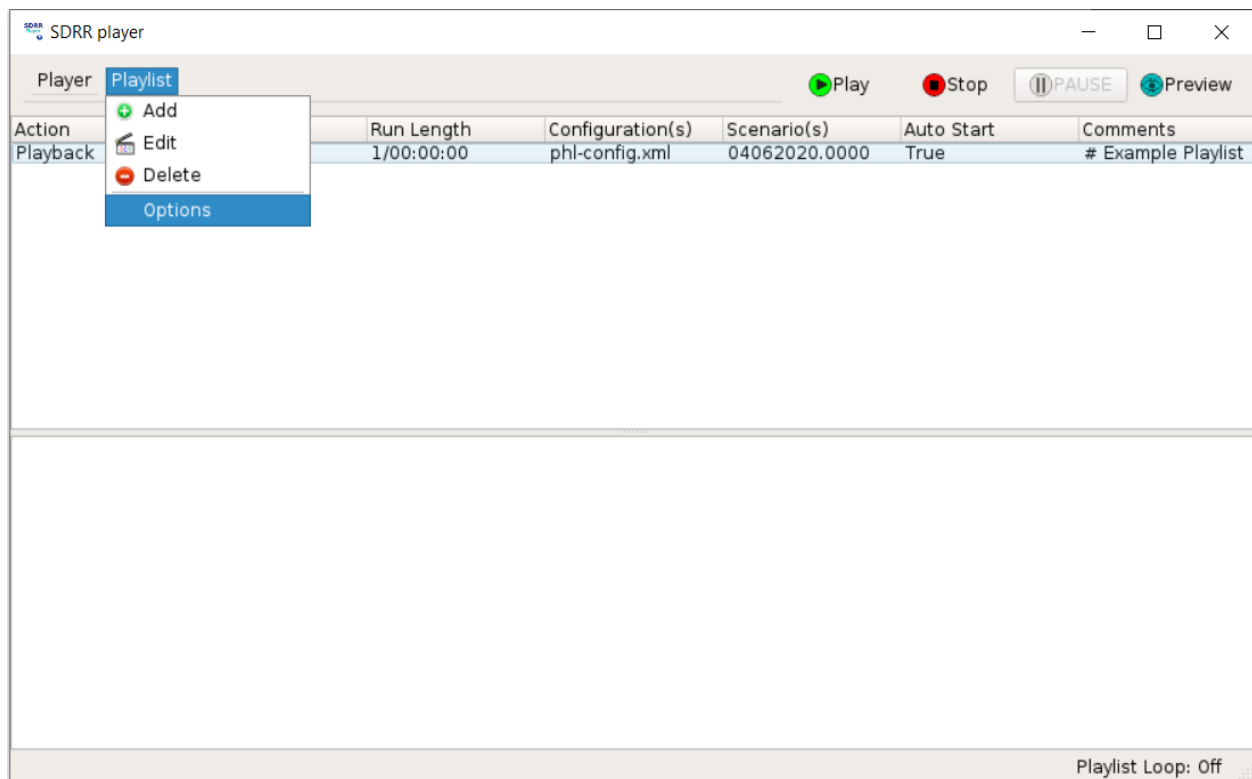 SDRR player
Player Playlist Play Stop PAUSE Preview
Add
Edit
Delete
Options
Action Run Length Configuration(s) Scenario(s) Auto Start Comments
Playback 1/00:00:00 phl-config.xml 04062020.0000 True # Example Playlist
Playlist Loop: Off